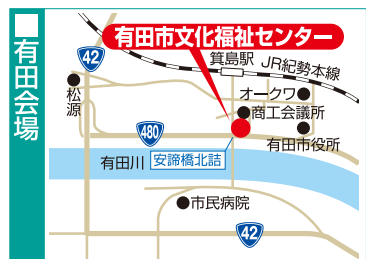 ■有田会場
有田市文化福祉センター
42
箕島駅 JR紀勢本線
松源
オークワ
商工会議所
480
有田市役所
有田川
安諦橋北詰
市民病院
42